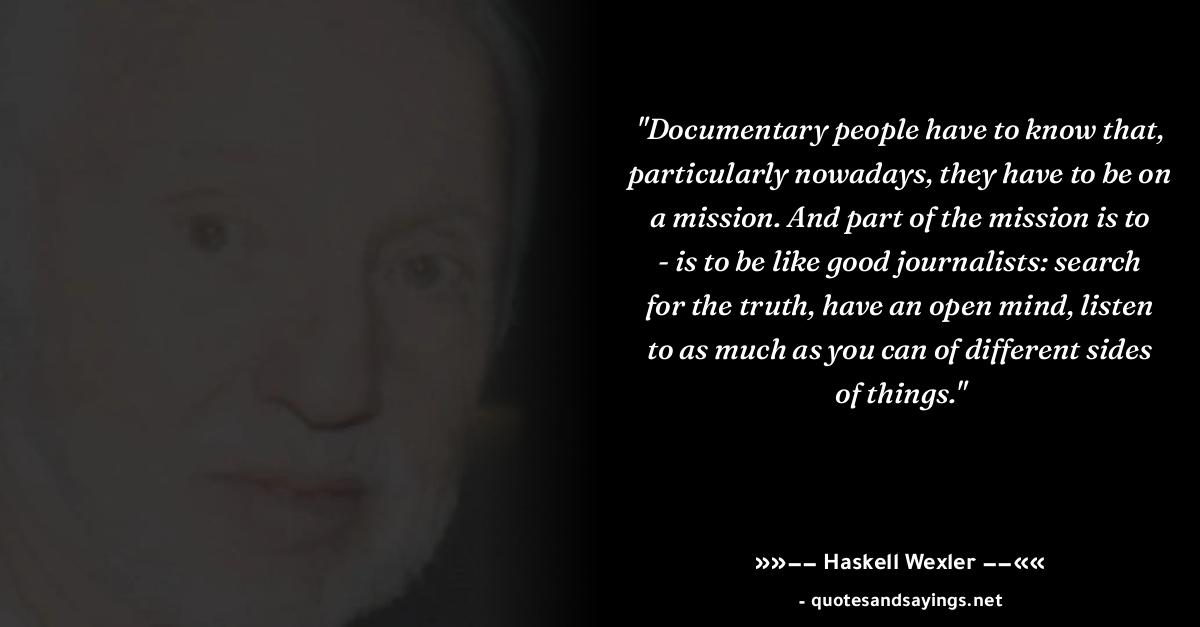 "Documentary people have to know that,
particularly nowadays, they have to be on
a mission. And part of the mission is to
- is to be like good journalists: search
for the truth, have an open mind, listen
to as much as you can of different sides
of things."
»»−− Haskell Wexler −−««
- quotesandsayings.net